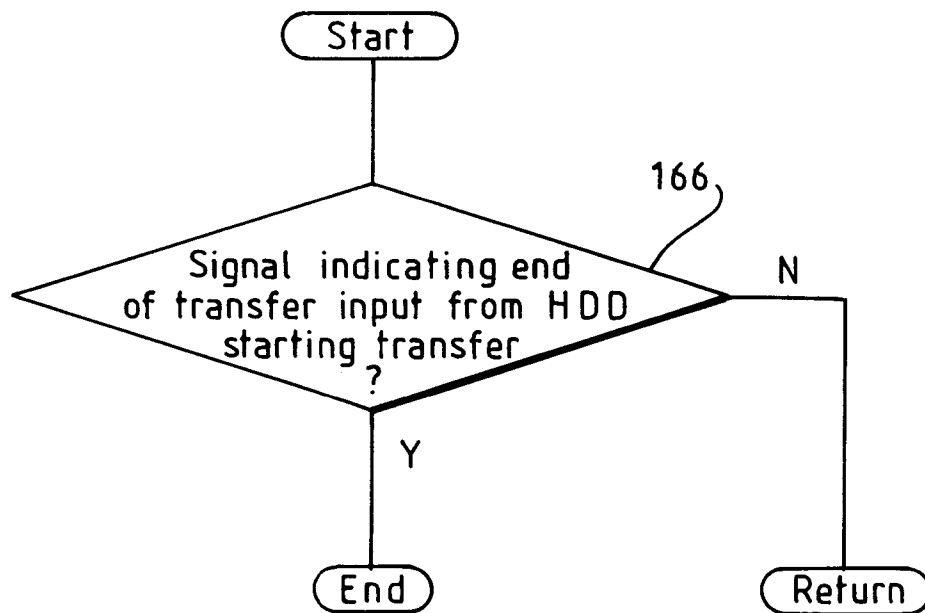 Start
166
Signal indicating end
of transfer input from HDD
starting transfer
?
N
Y
End
Return